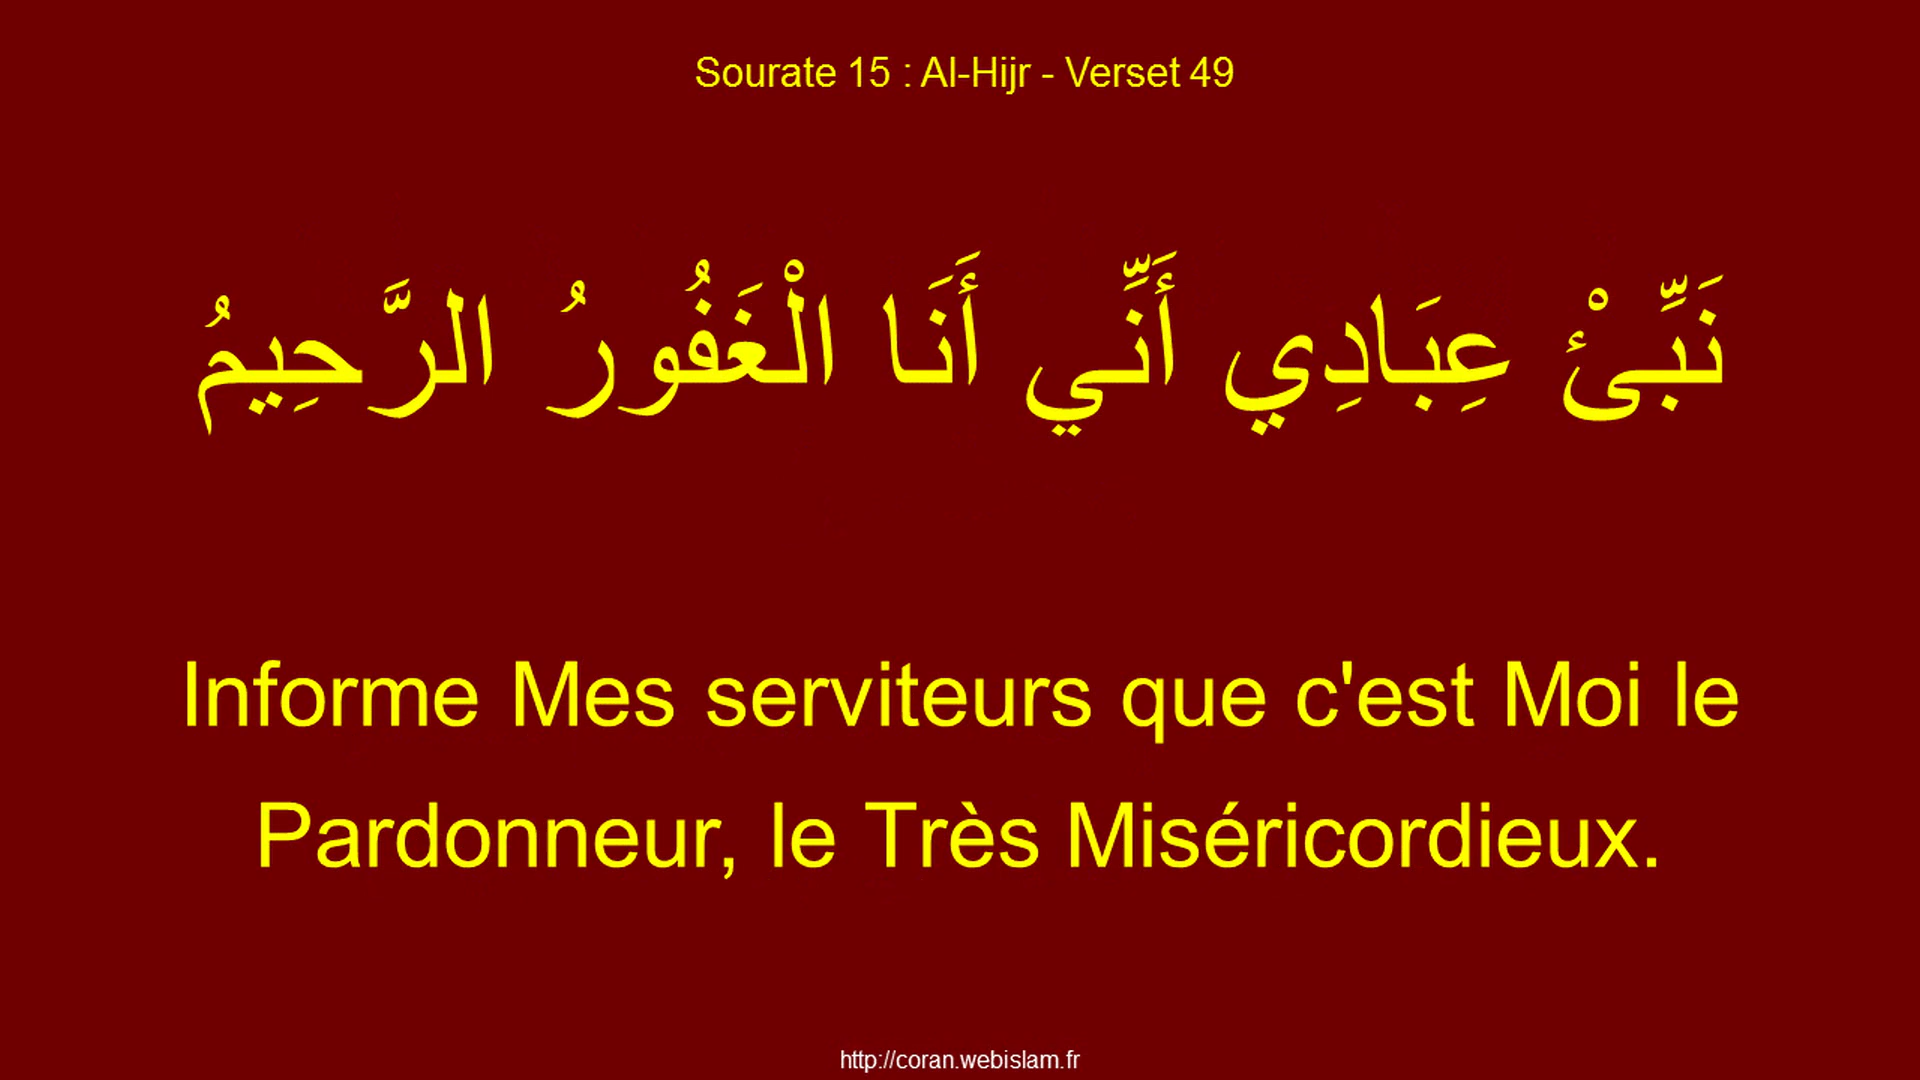 Sourate 15 : Al-Hijr - Verset 49
نَبِّئْ عِبَادِي أَنِّي أَنَا الْغَفُورُ الرَّحِيمُ
Informe Mes serviteurs que c'est Moi le
Pardonneur, le Très Miséricordieux.
http://coran.webislam.fr